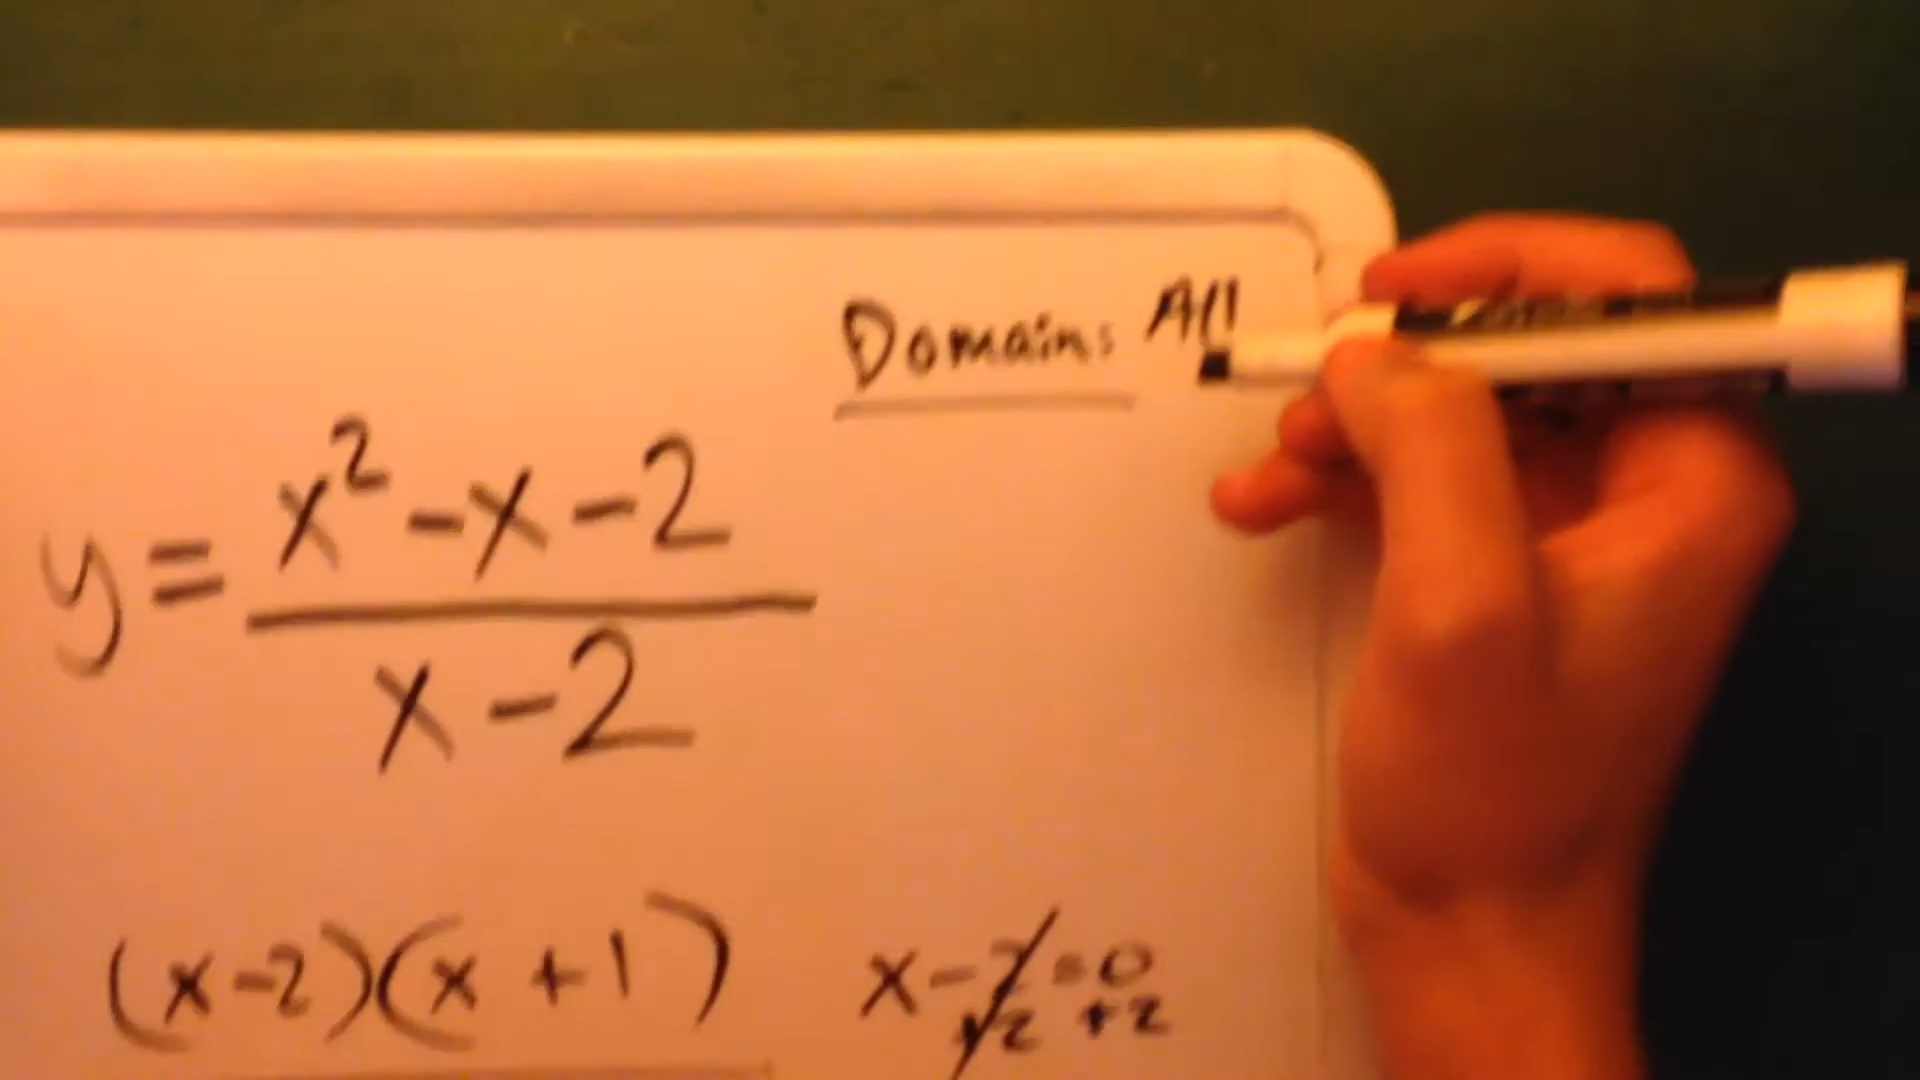 Domain: All
y = x² - x - 2
x - 2
(x-2)(x + 1)
x - 2 = 0
+2 +2